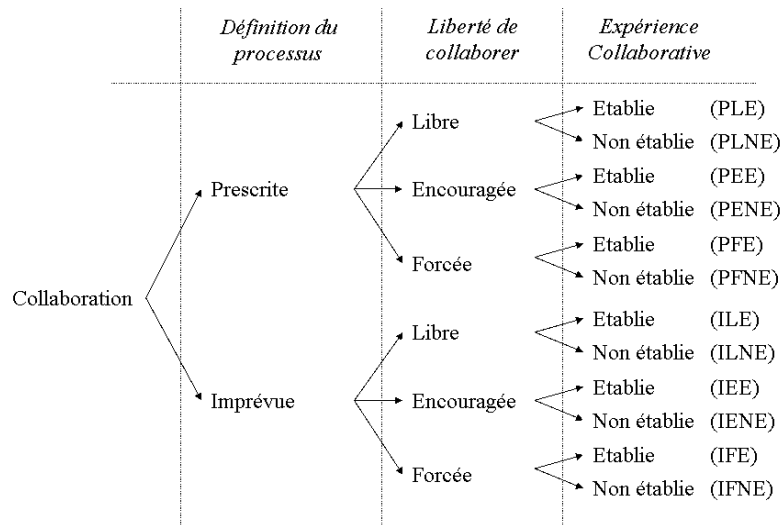 Définition du
processus
Liberté de
collaborer
Expérience
Collaborative
Libre
Etablie (PLE)
Non établie (PLNE)
Prescrite
Encouragée
Etablie (PEE)
Non établie (PENE)
Forcée
Etablie (PFE)
Non établie (PFNE)
Collaboration
Libre
Etablie (ILE)
Non établie (ILNE)
Imprévue
Encouragée
Etablie (IEE)
Non établie (IENE)
Forcée
Etablie (IFE)
Non établie (IFNE)